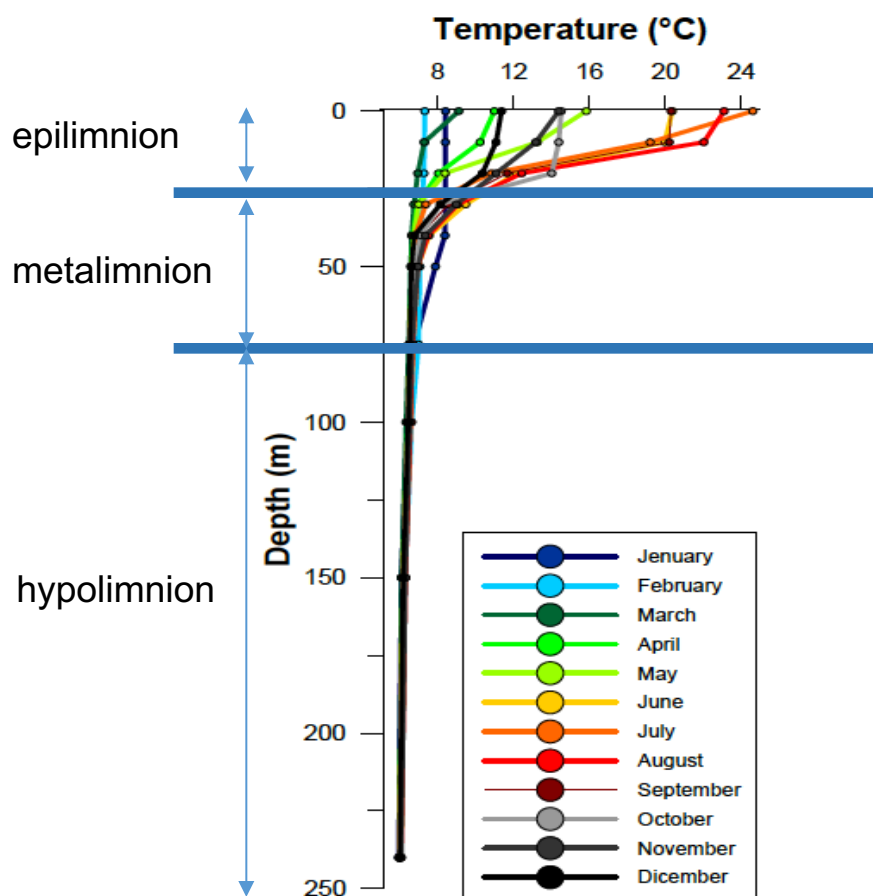 Temperature (°C)
8 12 16 20 24
0
epilimnion
metalimnion
50
100
Depth (m)
150
hypolimnion
200
250
Jenuary
February
March
April
May
June
July
August
September
October
November
Dicember